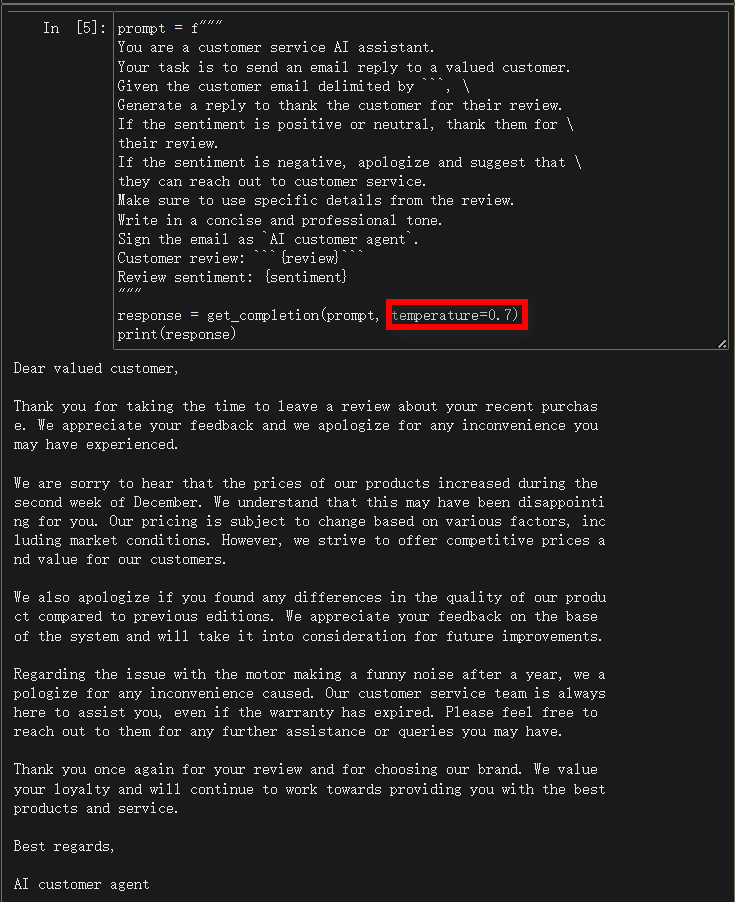 In [5]: prompt = f"""
You are a customer service AI assistant.
Your task is to send an email reply to a valued customer.
Given the customer email delimited by ```, \
Generate a reply to thank the customer for their review.
If the sentiment is positive or neutral, thank them for \
their review.
If the sentiment is negative, apologize and suggest that \
they can reach out to customer service.
Make sure to use specific details from the review.
Write in a concise and professional tone.
Sign the email as `AI customer agent`.
Customer review: ```{review}```
Review sentiment: {sentiment}
"""
response = get_completion(prompt, temperature=0.7)
print(response)
Dear valued customer,
Thank you for taking the time to leave a review about your recent purchas
e. We appreciate your feedback and we apologize for any inconvenience you
may have experienced.
We are sorry to hear that the prices of our products increased during the
second week of December. We understand that this may have been disappointi
ng for you. Our pricing is subject to change based on various factors, inc
luding market conditions. However, we strive to offer competitive prices a
nd value for our customers.
We also apologize if you found any differences in the quality of our produ
ct compared to previous editions. We appreciate your feedback on the base
of the system and will take it into consideration for future improvements.
Regarding the issue with the motor making a funny noise after a year, we a
pologize for any inconvenience caused. Our customer service team is always
here to assist you, even if the warranty has expired. Please feel free to
reach out to them for any further assistance or queries you may have.
Thank you once again for your review and for choosing our brand. We value
your loyalty and will continue to work towards providing you with the best
products and service.
Best regards,
AI customer agent